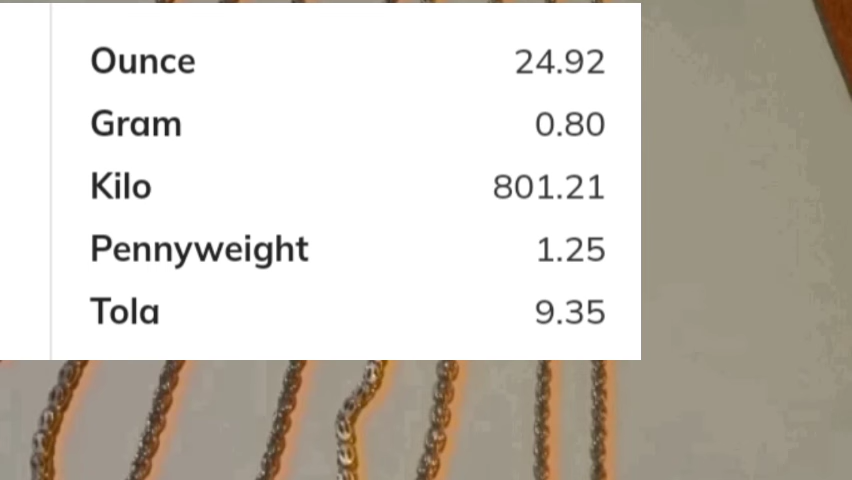 Ounce 24.92
Gram 0.80
Kilo 801.21
Pennyweight 1.25
Tola 9.35